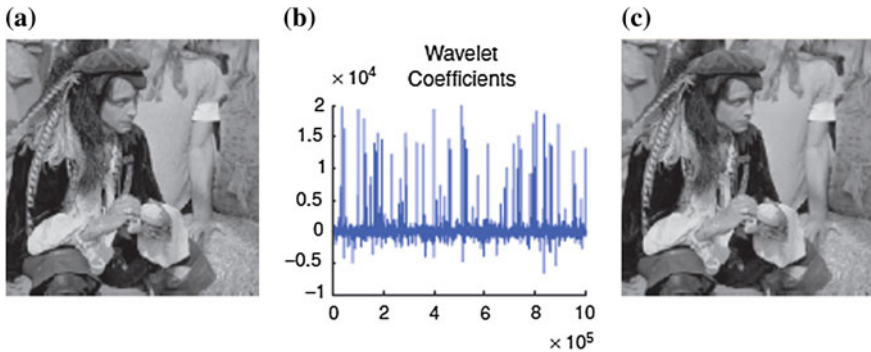 (a)
(b)
(c)
Wavelet
Coefficients
× 10⁴
2
1.5
1
0.5
0
−0.5
−1
0 2 4 6 8 10
× 10⁵